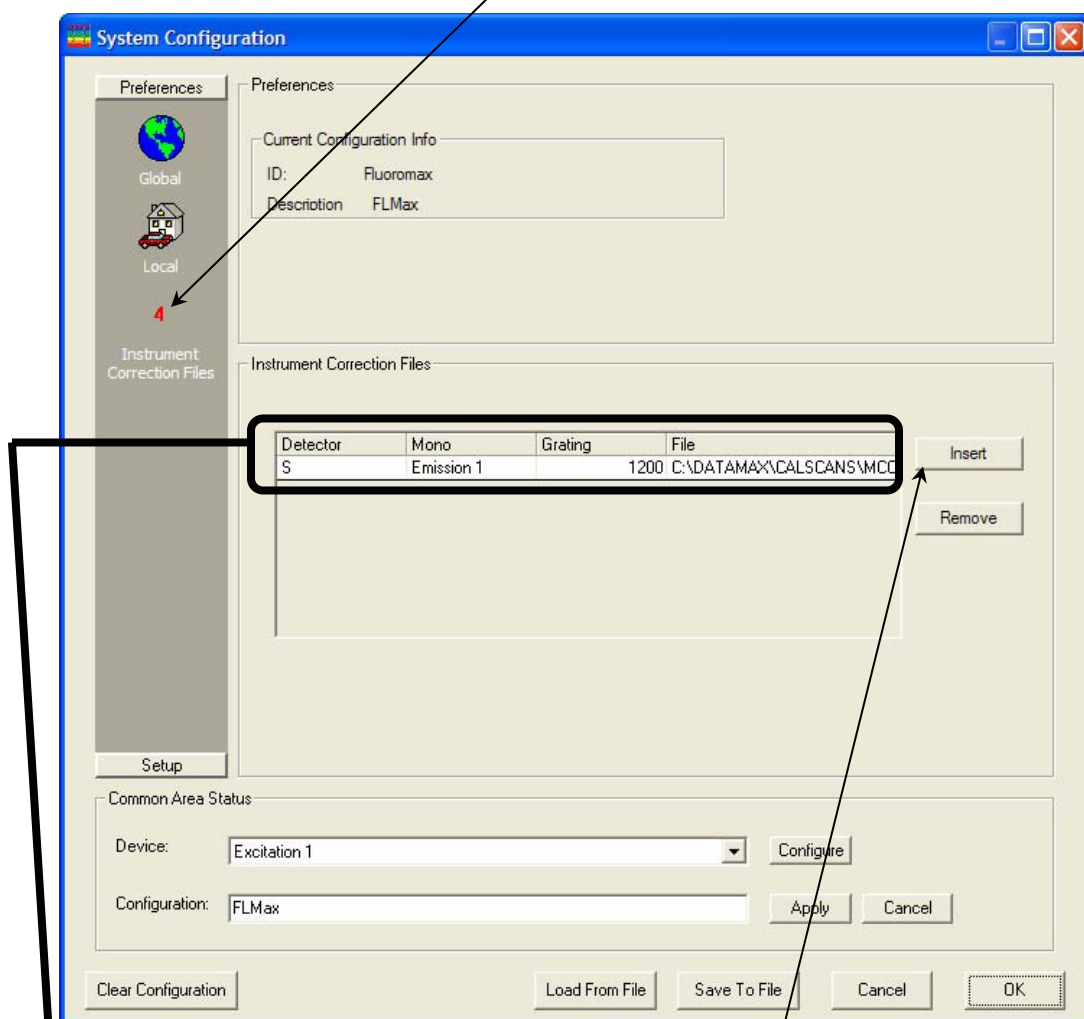 System Configuration
Preferences
Global
Local
4
Instrument
Correction Files
Setup
Preferences
Current Configuration Info
ID: Fluoromax
Description FLMax
Instrument Correction Files
Detector Mono Grating File
S Emission 1 1200 C:\DATAMAX\CALSCANS\MCC
Insert
Remove
Common Area Status
Device: Excitation 1 Configure
Configuration: FLMax Apply Cancel
Clear Configuration Load From File Save To File Cancel OK